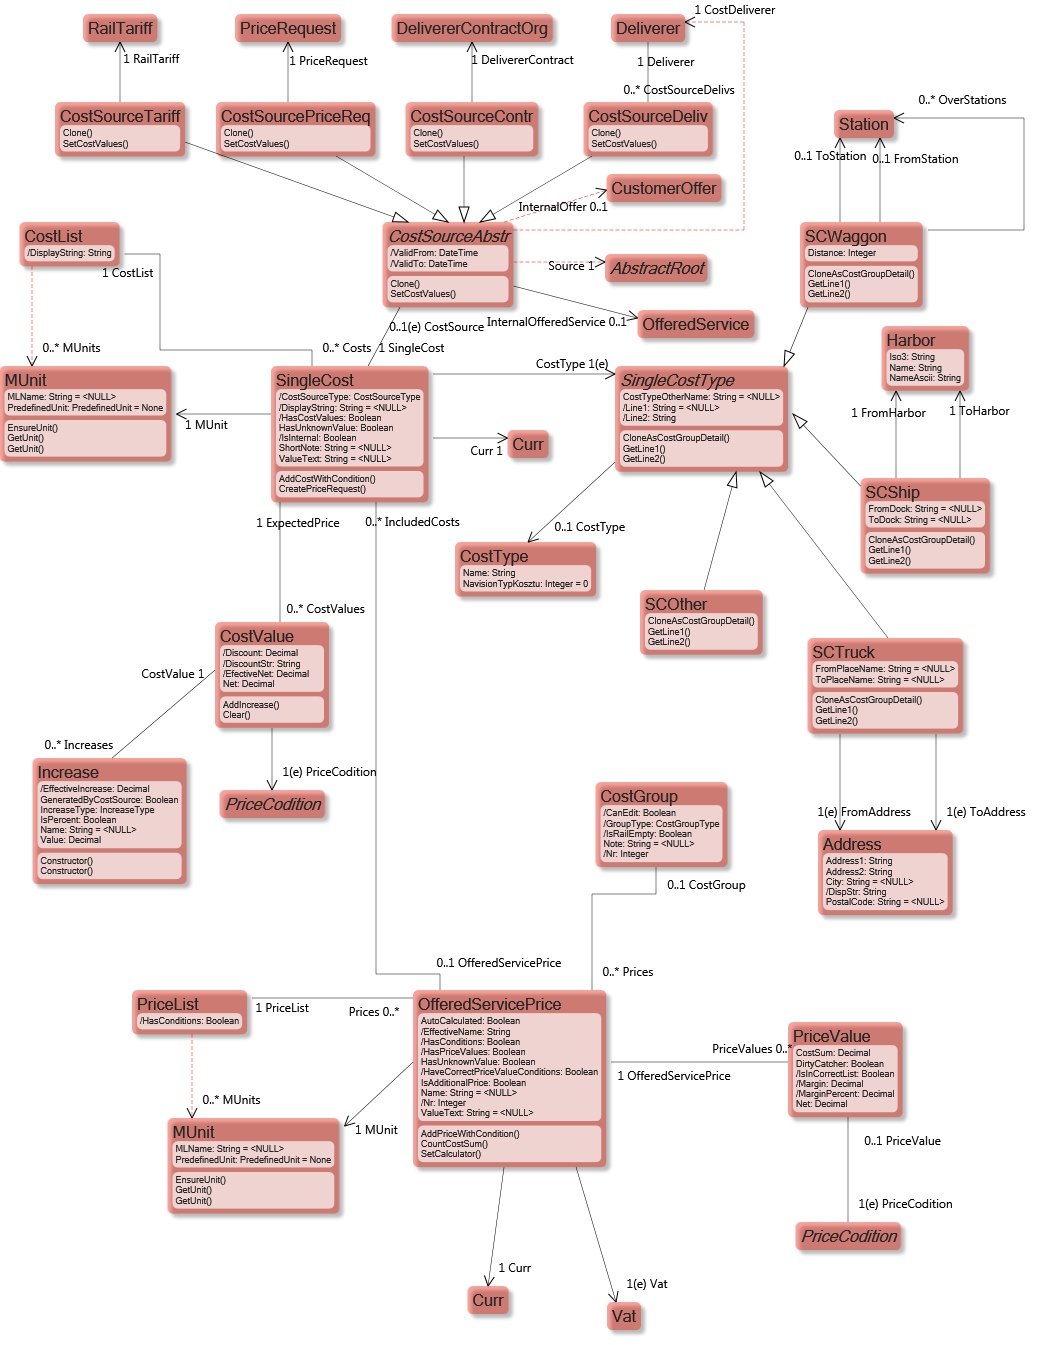 RailTariff
PriceRequest
DelivererContractOrg
Deliverer
1 CostDeliverer
1 RailTariff
1 PriceRequest
1 DelivererContract
1 Deliverer
0..* CostSourceDelivs
CostSourceTariff
Clone()
SetCostValues()
CostSourcePriceReq
Clone()
SetCostValues()
CostSourceContr
Clone()
SetCostValues()
CostSourceDeliv
Clone()
SetCostValues()
0..* OverStations
Station
0..1 ToStation
0..1 FromStation
CustomerOffer
InternalOffer 0..1
CostList
/DisplayString: String
1 CostList
CostSourceAbstr
/ValidFrom: DateTime
/ValidTo: DateTime
Clone()
SetCostValues()
Source 1
AbstractRoot
SCWaggon
Distance: Integer
CloneAsCostGroupDetail()
GetLine1()
GetLine2()
0..1(e) CostSource
InternalOfferedService 0..1
OfferedService
0..* MUnits
0..* Costs
1 SingleCost
CostType 1(e)
Harbor
Iso3: String
Name: String
NameAscii: String
MUnit
MLName: String = <NULL>
PredefinedUnit: PredefinedUnit = None
EnsureUnit()
GetUnit()
GetUnit()
1 MUnit
SingleCost
/CostSourceType: CostSourceType
/DisplayString: String = <NULL>
/HasCostValues: Boolean
HasUnknownValue: Boolean
/IsInternal: Boolean
ShortNote: String = <NULL>
ValueText: String = <NULL>
AddCostWithCondition()
CreatePriceRequest()
Curr 1
Curr
SingleCostType
CostTypeOtherName: String = <NULL>
/Line1: String = <NULL>
/Line2: String
CloneAsCostGroupDetail()
GetLine1()
GetLine2()
1 FromHarbor
1 ToHarbor
SCShip
FromDock: String = <NULL>
ToDock: String = <NULL>
CloneAsCostGroupDetail()
GetLine1()
GetLine2()
1 ExpectedPrice
0..* IncludedCosts
0..1 CostType
CostType
Name: String
NavisionTypKosztu: Integer = 0
SCOther
CloneAsCostGroupDetail()
GetLine1()
GetLine2()
0..* CostValues
CostValue
/Discount: Decimal
/DiscountStr: String
/EfectiveNet: Decimal
Net: Decimal
AddIncrease()
Clear()
CostValue 1
SCTruck
FromPlaceName: String = <NULL>
ToPlaceName: String = <NULL>
CloneAsCostGroupDetail()
GetLine1()
GetLine2()
0..* Increases
Increase
/EffectiveIncrease: Decimal
GeneratedByCostSource: Boolean
IncreaseType: IncreaseType
IsPercent: Boolean
Name: String = <NULL>
Value: Decimal
Constructor()
Constructor()
1(e) PriceCodition
PriceCodition
CostGroup
/CanEdit: Boolean
/GroupType: CostGroupType
/IsRailEmpty: Boolean
Note: String = <NULL>
/Nr: Integer
0..1 CostGroup
1(e) FromAddress
1(e) ToAddress
Address
Address1: String
Address2: String
City: String = <NULL>
/DispStr: String
PostalCode: String = <NULL>
0..1 OfferedServicePrice
0..* Prices
PriceList
/HasConditions: Boolean
1 PriceList
Prices 0..*
OfferedServicePrice
AutoCalculated: Boolean
/EffectiveName: String
/HasConditions: Boolean
/HasPriceValues: Boolean
HasUnknownValue: Boolean
/HaveCorrectPriceValueConditions: Boolean
IsAdditionalPrice: Boolean
Name: String = <NULL>
/Nr: Integer
ValueText: String = <NULL>
AddPriceWithCondition()
CountCostSum()
SetCalculator()
PriceValues 0..*
1 OfferedServicePrice
PriceValue
CostSum: Decimal
DirtyCatcher: Boolean
/IsInCorrectList: Boolean
/Margin: Decimal
/MarginPercent: Decimal
Net: Decimal
0..* MUnits
1 MUnit
MUnit
MLName: String = <NULL>
PredefinedUnit: PredefinedUnit = None
EnsureUnit()
GetUnit()
GetUnit()
0..1 PriceValue
1(e) PriceCodition
PriceCodition
1 Curr
Curr
1(e) Vat
Vat